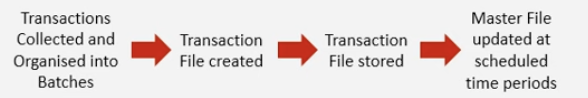 Transactions
Collected and
Organised into
Batches
Transaction
File created
Transaction
File stored
Master File
updated at
scheduled
time periods